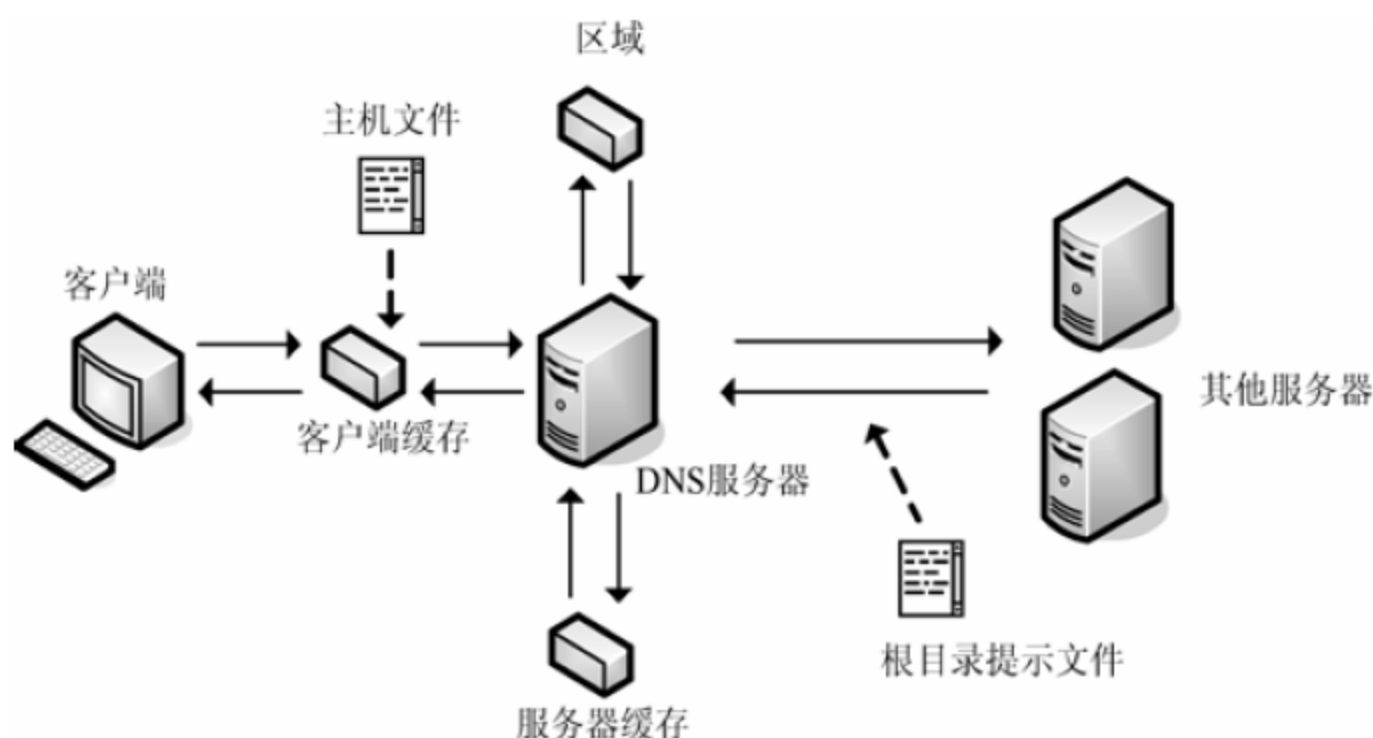 区域
主机文件
客户端
其他服务器
客户端缓存
DNS服务器
根目录提示文件
服务器缓存